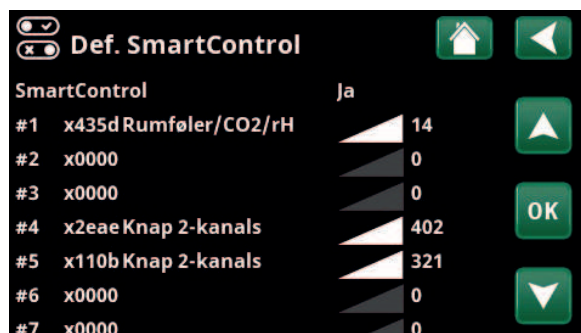 Def. SmartControl
SmartControl Ja
#1 x435d Rumføler/CO2/rH 14
#2 x0000 0
#3 x0000 0
#4 x2eae Knap 2-kanals 402
#5 x110b Knap 2-kanals 321
#6 x0000 0
#7 x0000 0
OK